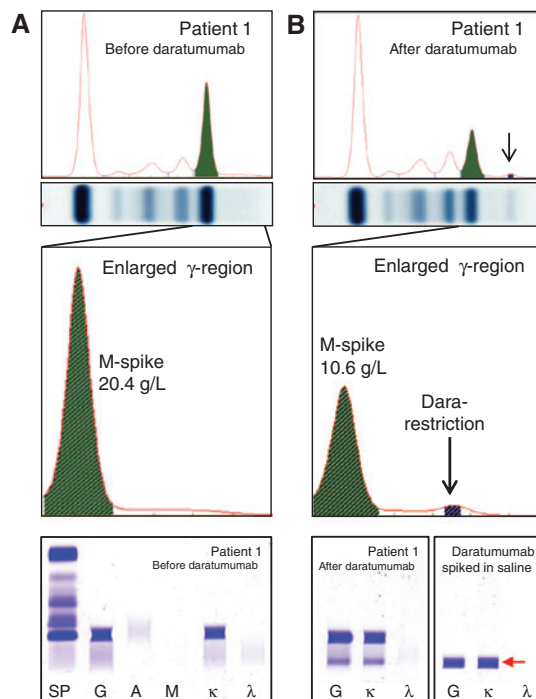 A
Patient 1
Before daratumumab
Enlarged γ-region
M-spike
20.4 g/L
Patient 1
Before daratumumab
SP G A M κ λ
B
Patient 1
After daratumumab
Enlarged γ-region
M-spike
10.6 g/L
Dara-
restriction
Patient 1
After daratumumab
G κ λ
Daratumumab
spiked in saline
G κ λ